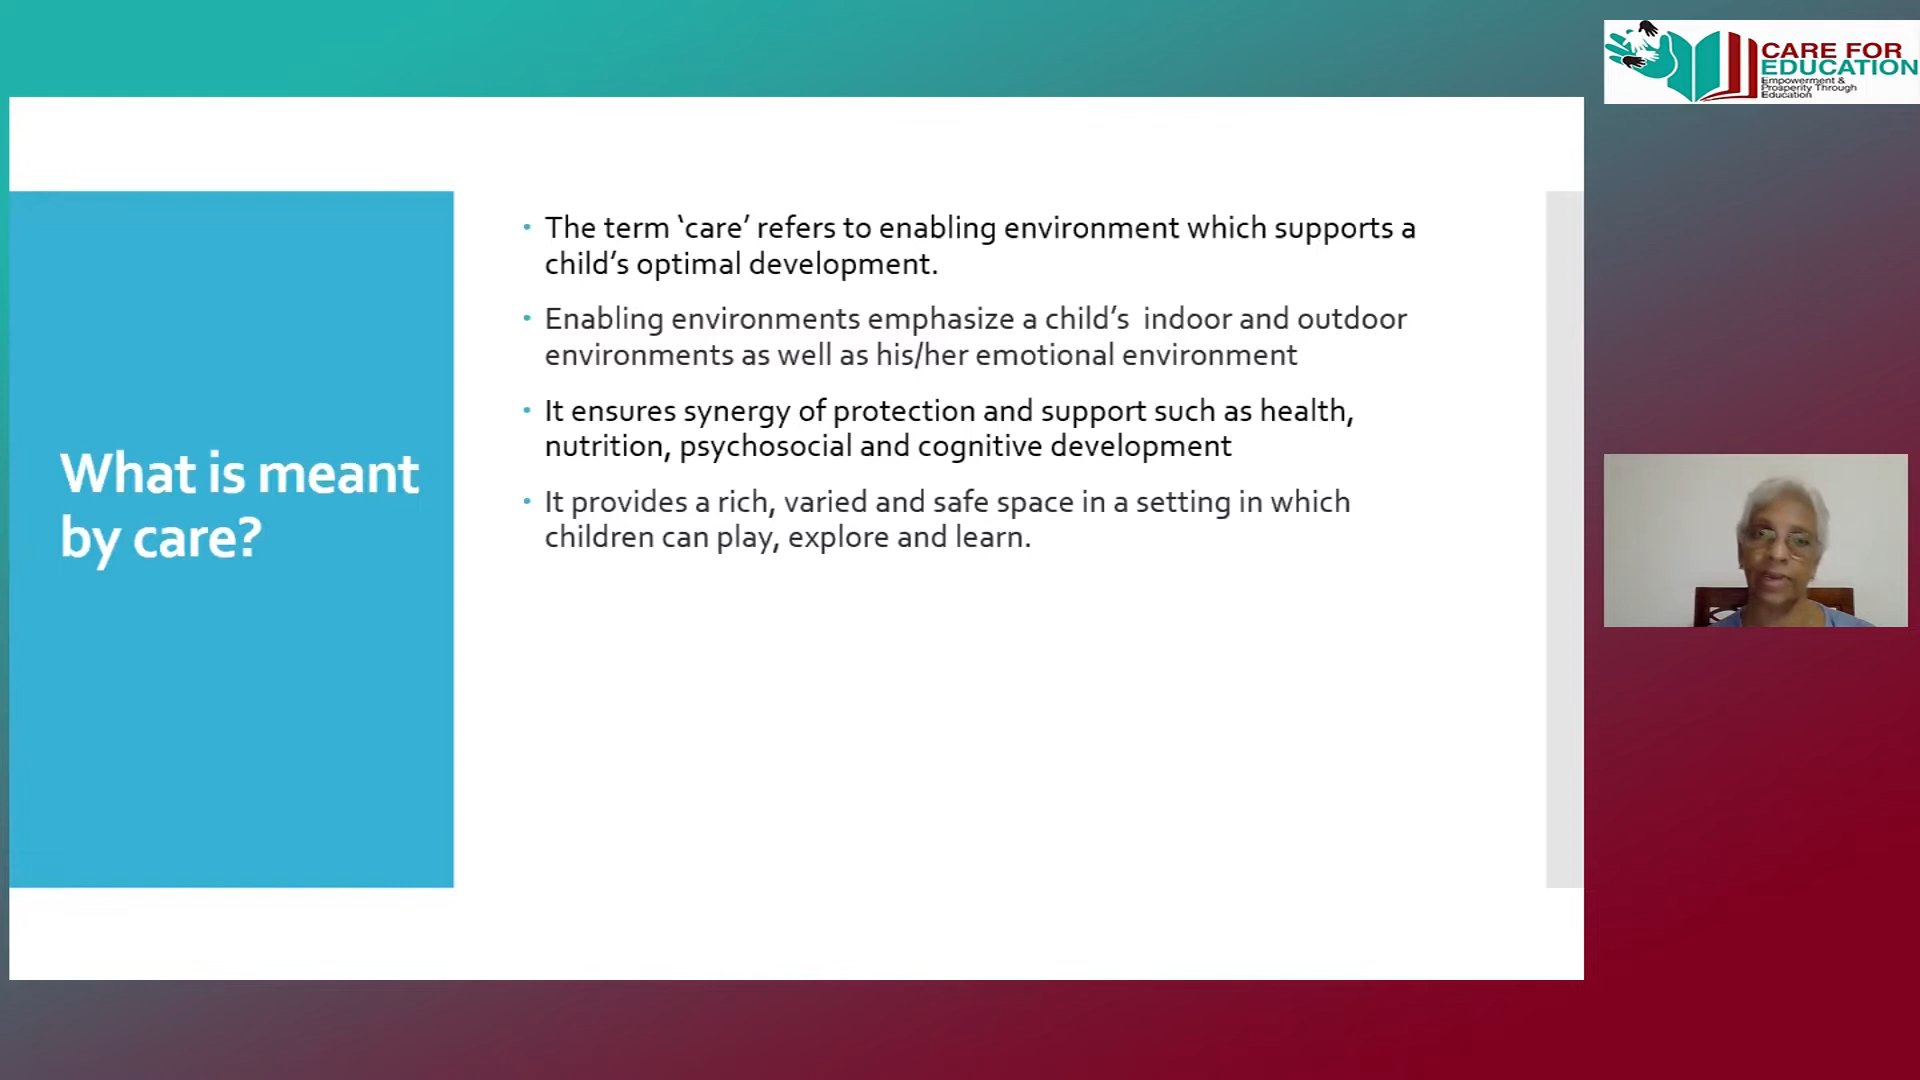 CARE FOR
EDUCATION
Empowerment &
Prosperity Through
Education
What is meant
by care?
• The term ‘care’ refers to enabling environment which supports a
child’s optimal development.
• Enabling environments emphasize a child’s  indoor and outdoor
environments as well as his/her emotional environment
• It ensures synergy of protection and support such as health,
nutrition, psychosocial and cognitive development
• It provides a rich, varied and safe space in a setting in which
children can play, explore and learn.